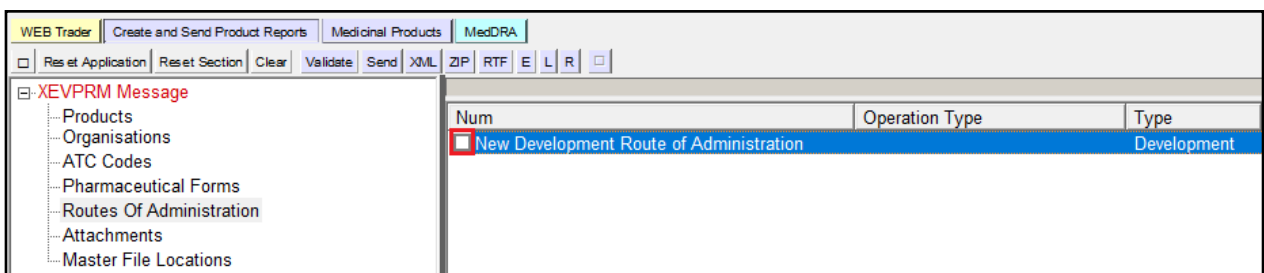 WEB Trader Create and Send Product Reports Medicinal Products MedDRA
Reset Application Reset Section Clear Validate Send XML ZIP RTF E L R
XEVPRM Message
Products
Organisations
ATC Codes
Pharmaceutical Forms
Routes Of Administration
Attachments
Master File Locations
Num Operation Type Type
New Development Route of Administration Development